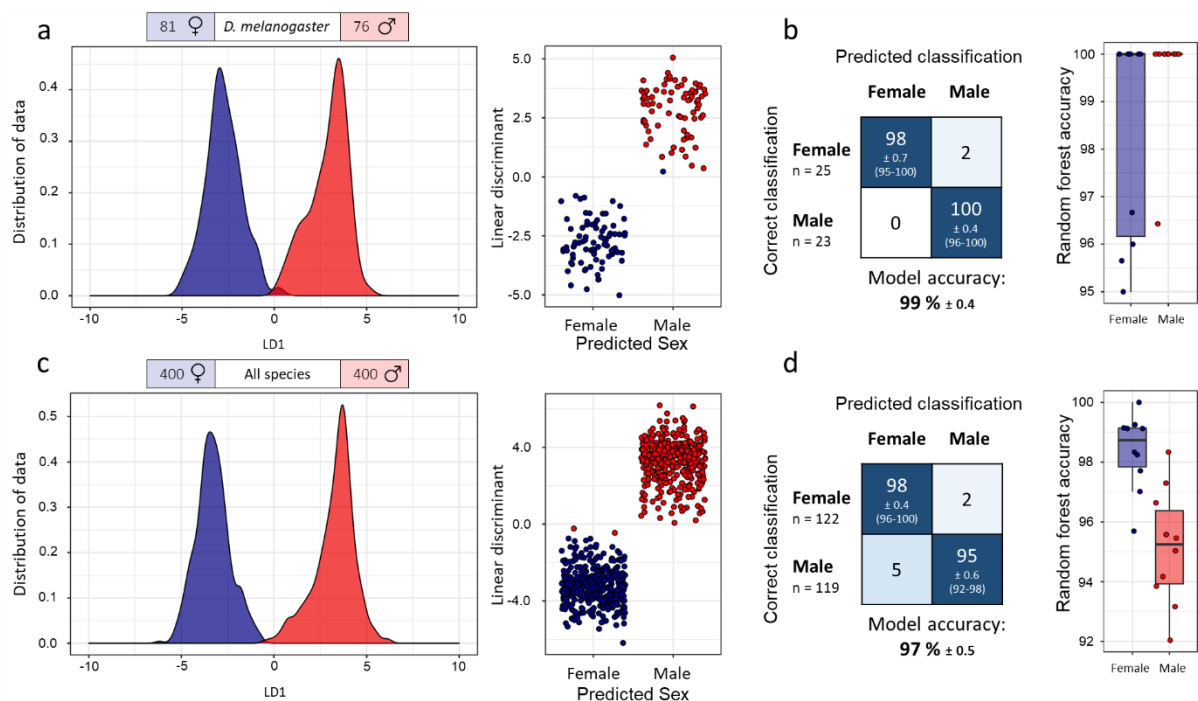 a
81 ♀ D. melanogaster 76 ♂
Distribution of data
0.4
0.3
0.2
0.1
0.0
-10 -5 0 5 10
LD1
Linear discriminant
5.0
2.5
0.0
-2.5
-5.0
Female Male
Predicted Sex
b
Predicted classification
Female Male
Correct classification
Female
n = 25
98
± 0.7
(95-100)
2
Male
n = 23
0
100
± 0.4
(96-100)
Model accuracy:
99 % ± 0.4
Random forest accuracy
100
99
98
97
96
95
Female Male
c
400 ♀ All species 400 ♂
Distribution of data
0.5
0.4
0.3
0.2
0.1
0.0
-10 -5 0 5 10
LD1
Linear discriminant
4.0
0.0
-4.0
Female Male
Predicted Sex
d
Predicted classification
Female Male
Correct classification
Female
n = 122
98
± 0.4
(96-100)
2
Male
n = 119
5
95
± 0.6
(92-98)
Model accuracy:
97 % ± 0.5
Random forest accuracy
100
98
96
94
92
Female Male